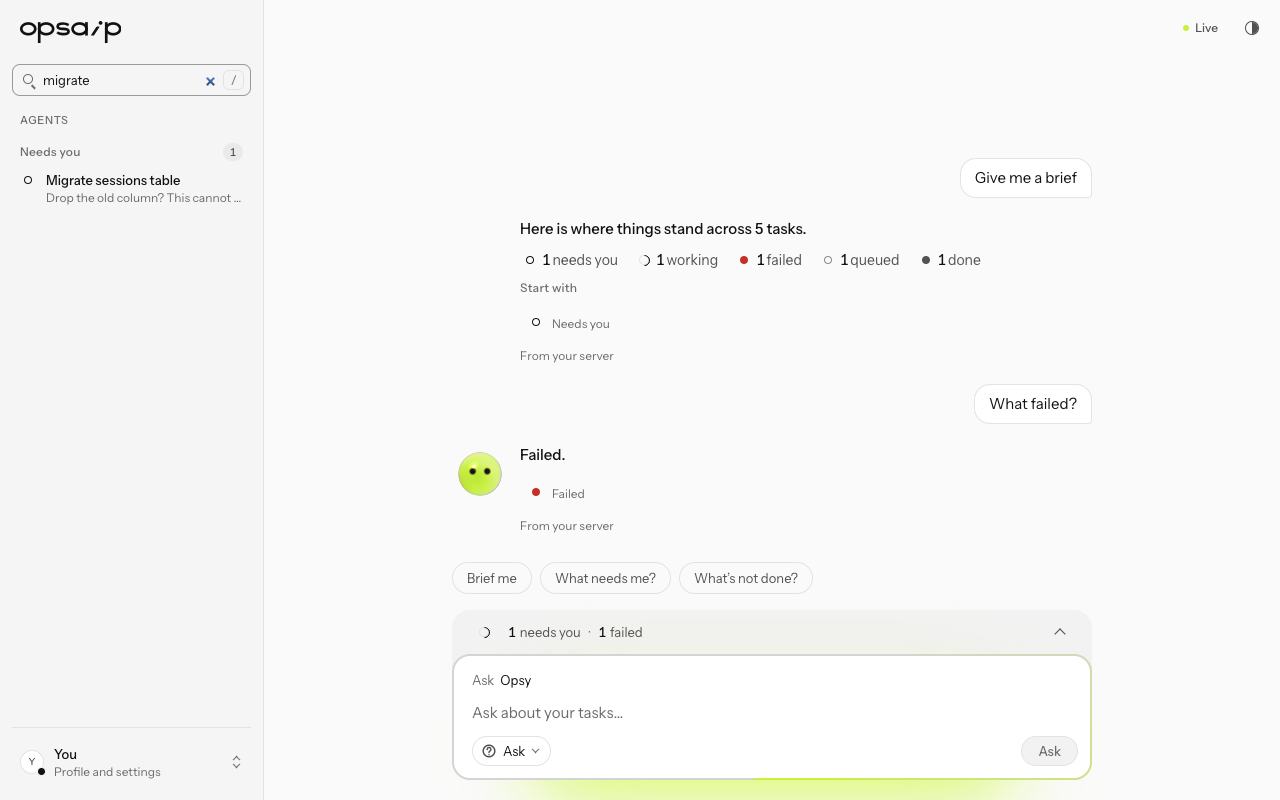 opsaip
Live
migrate
/
AGENTS
Needs you
1
Migrate sessions table
Drop the old column? This cannot …
Give me a brief
Here is where things stand across 5 tasks.
1 needs you 1 working 1 failed 1 queued 1 done
Start with
Needs you
From your server
What failed?
Failed.
Failed
From your server
Brief me
What needs me?
What's not done?
1 needs you · 1 failed
Ask Opsy
Ask about your tasks...
Ask
Ask
Y
You
Profile and settings